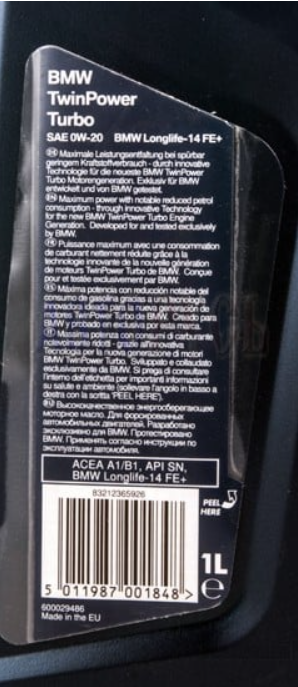 BMW
TwinPower
Turbo
SAE 0W-20 BMW Longlife-14 FE+
DE Maximale Leistungsentfaltung bei spürbar
geringem Kraftstoffverbrauch - durch innovative
Technologie für die neueste BMW TwinPower
Turbo Motorengeneration. Exklusiv für BMW
entwickelt und von BMW getestet.
EN Maximum power with notable reduced petrol
consumption - through innovative Technology
for the new BMW TwinPower Turbo Engine
Generation. Developed for and tested exclusively
by BMW.
FR Puissance maximum avec une consommation
de carburant nettement réduite grâce à la
technologie innovante de la nouvelle génération
de moteurs TwinPower Turbo de BMW. Conçue
pour et testée exclusivement par BMW.
ES Máxima potencia con reducción notable del
consumo de gasolina gracias a una tecnología
innovadora ideada para la nueva generación de
motores TwinPower Turbo de BMW. Creado para
BMW y probado en exclusiva por esta marca.
IT Massima potenza con consumi di carburante
notevolmente ridotti - grazie all'innovativa
Tecnologia per la nuova generazione di motori
BMW TwinPower Turbo. Sviluppato e collaudato
esclusivamente da BMW. Si prega di consultare
l'interno dell'etichetta per importanti informazioni
su salute e ambiente (sollevare l'angolo in basso a
destra con la scritta 'PEEL HERE').
Высококачественное энергосберегающее
моторное масло. Для форсированных
автомобильных двигателей. Разработано
эксклюзивно для BMW. Протестировано
BMW. Применять согласно инструкции по
эксплуатации автомобиля.
ACEA A1/B1, API SN,
BMW Longlife-14 FE+
83212365926
PEEL
HERE
1L
e
5 011987 001848 >
600029486
Made in the EU